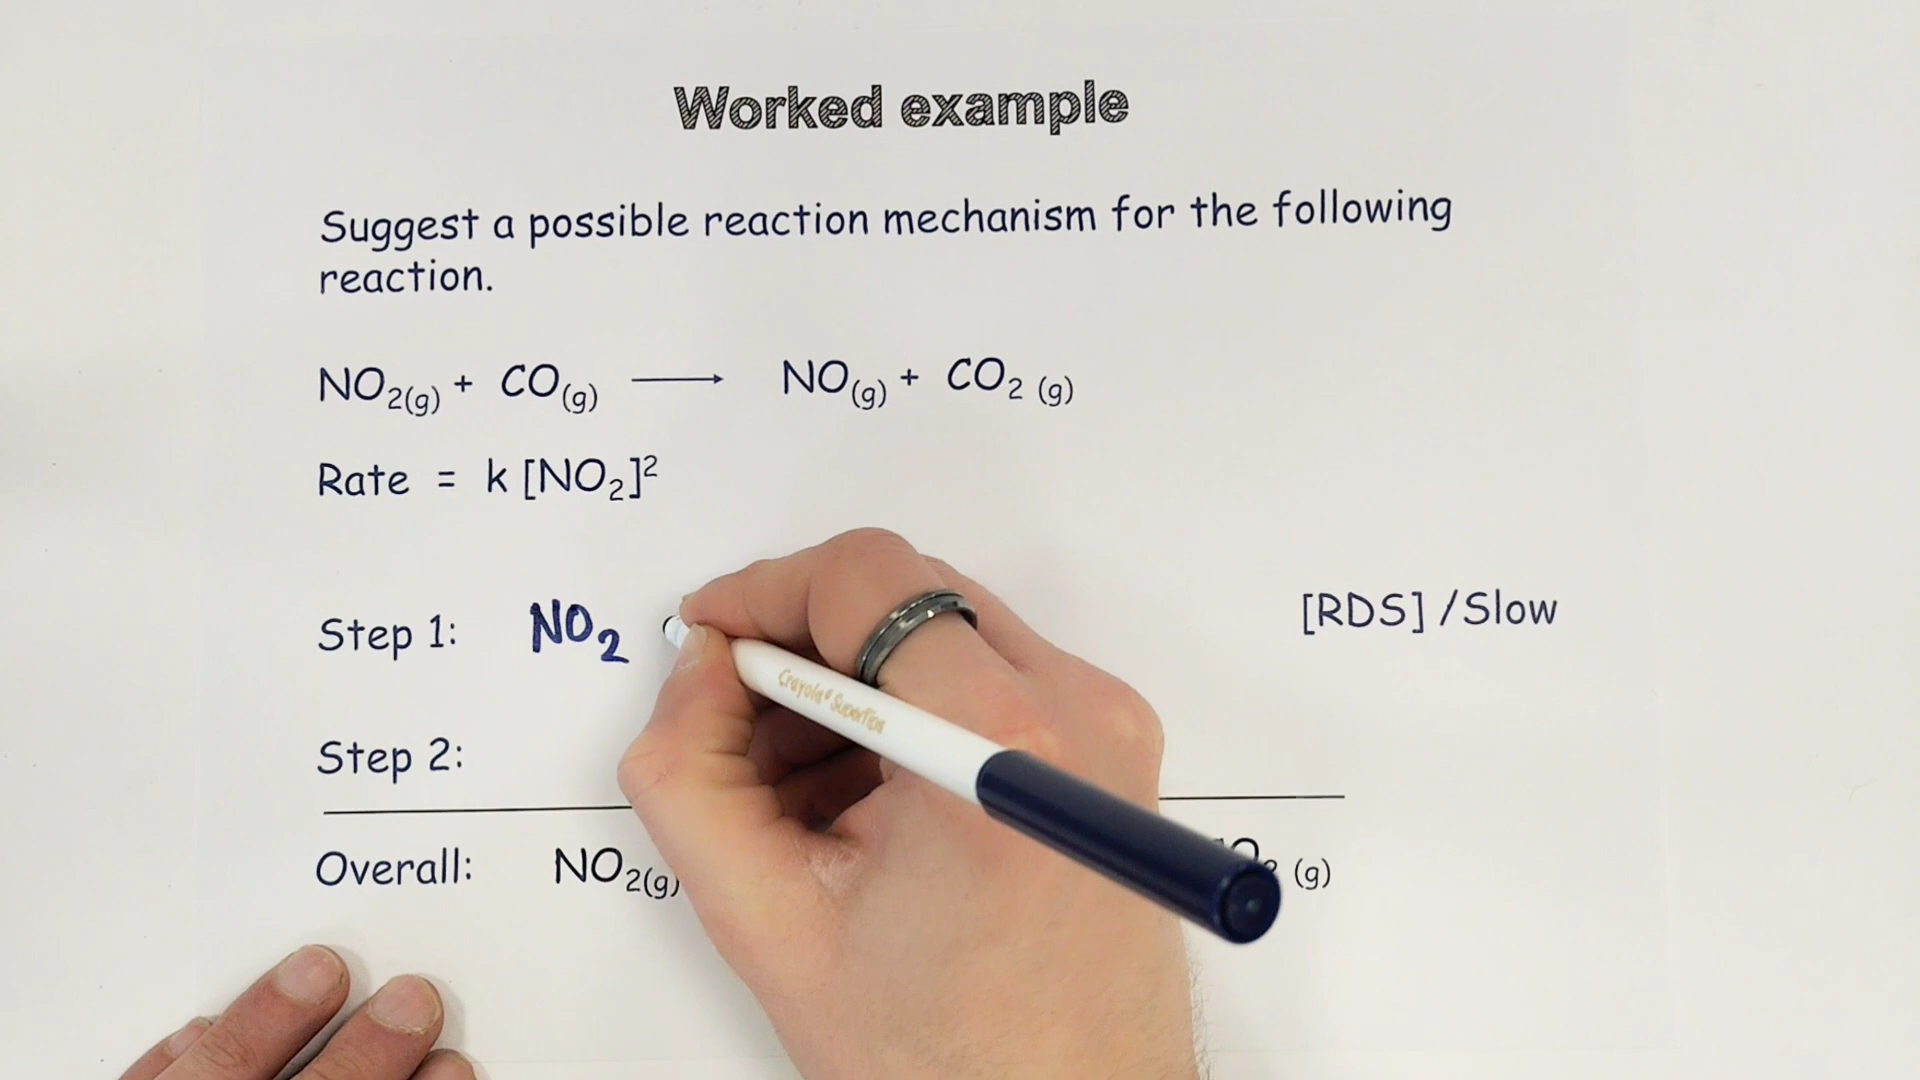 Worked example
Suggest a possible reaction mechanism for the following
reaction.
NO₂(g) + CO(g) ⟶ NO(g) + CO₂ (g)
Rate = k [NO₂]²
Step 1: NO₂ [RDS] /Slow
Crayola® SuperTips
Step 2:
Overall: NO₂(g) (g)